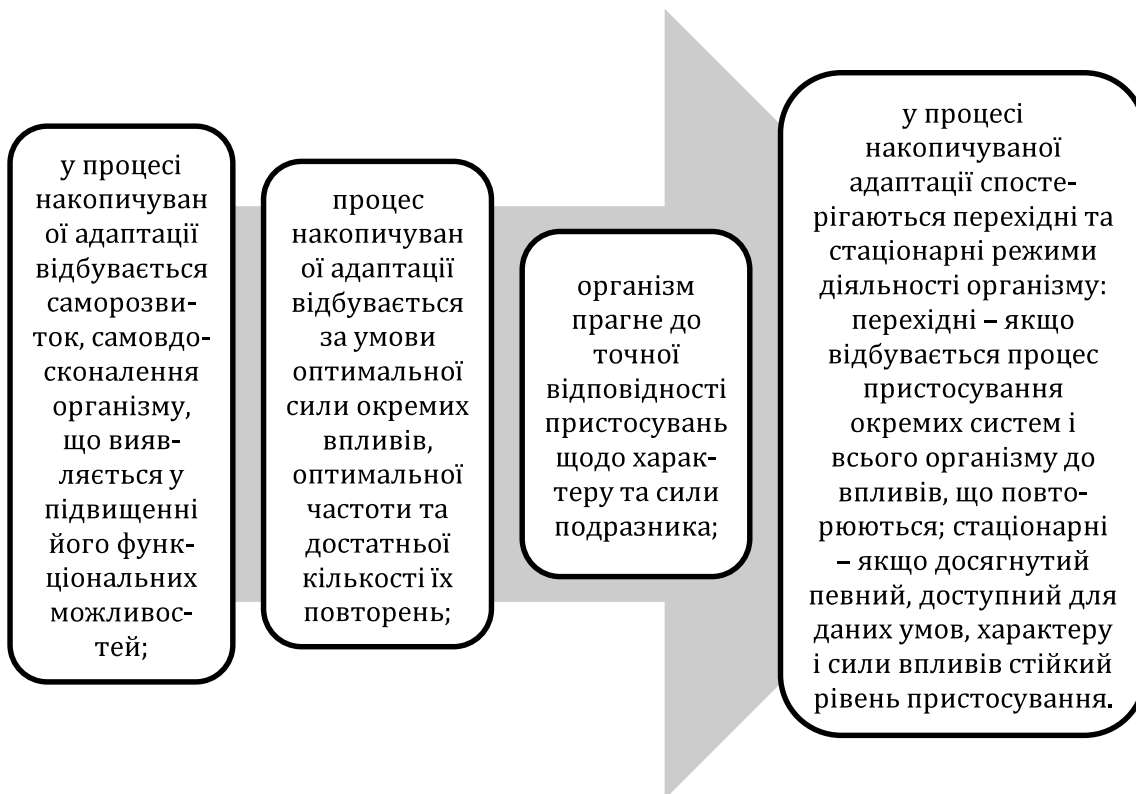 у процесі
накопичуван
ої адаптації
відбувається
саморозви-
ток, самовдо-
сконалення
організму,
що вияв-
ляється у
підвищенні
його функ-
ціональних
можливос-
тей;
процес
накопичуван
ої адаптації
відбувається
за умови
оптимальної
сили окремих
впливів,
оптимальної
частоти та
достатньої
кількості їх
повторень;
організм
прагне до
точної
відповідності
пристосувань
щодо харак-
теру та сили
подразника;
у процесі
накопичуваної
адаптації спосте-
рігаються перехідні та
стаціонарні режими
діяльності організму:
перехідні – якщо
відбувається процес
пристосування
окремих систем і
всього організму до
впливів, що повто-
рюються; стаціонарні
– якщо досягнутий
певний, доступний для
даних умов, характеру
і сили впливів стійкий
рівень пристосування.